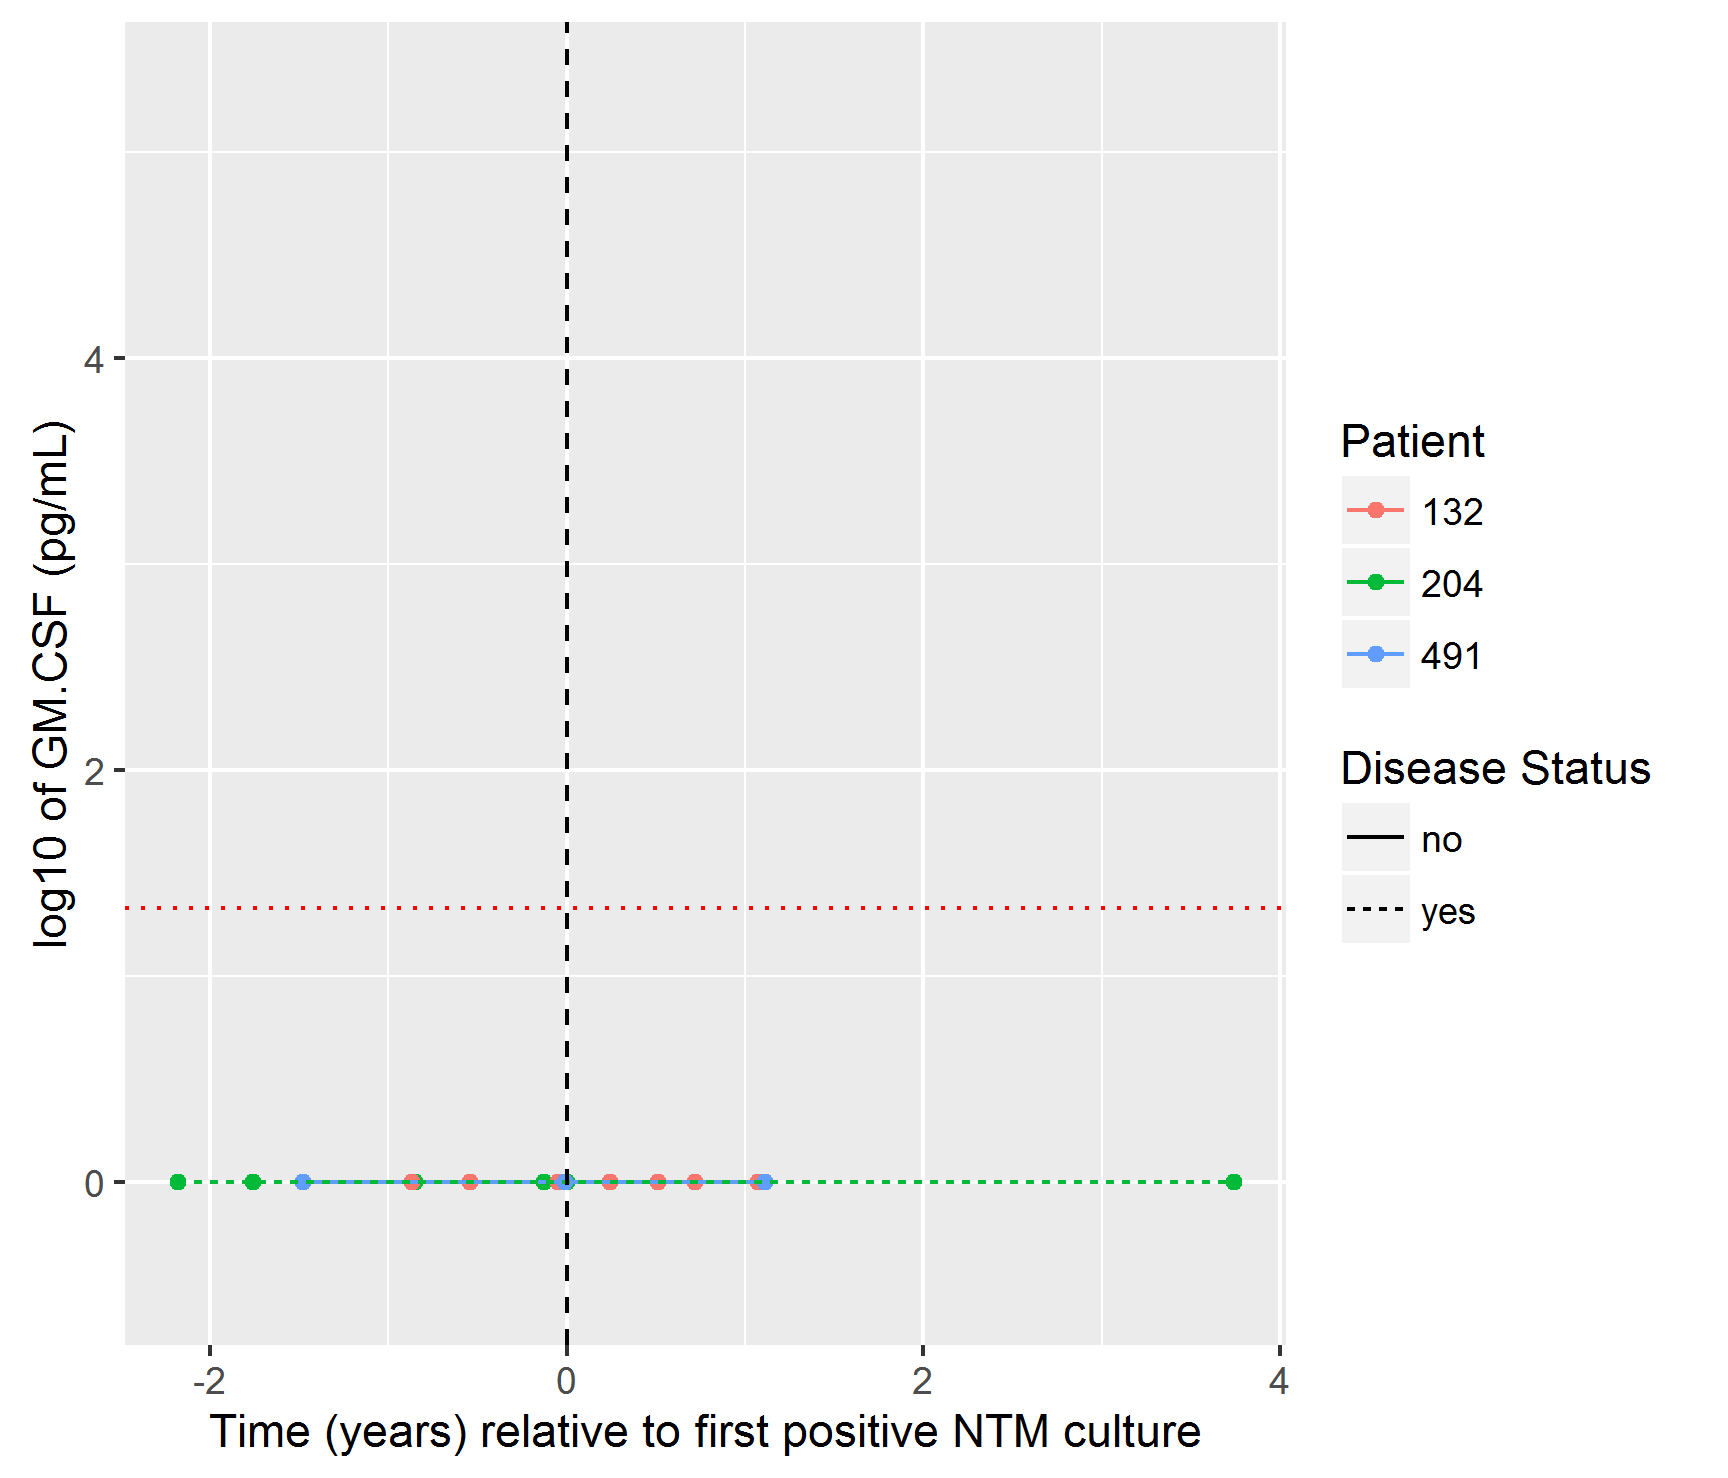 4
2
0
-2
0
2
4
log10 of GM.CSF (pg/mL)
Time (years) relative to first positive NTM culture
Patient
132
204
491
Disease Status
no
yes